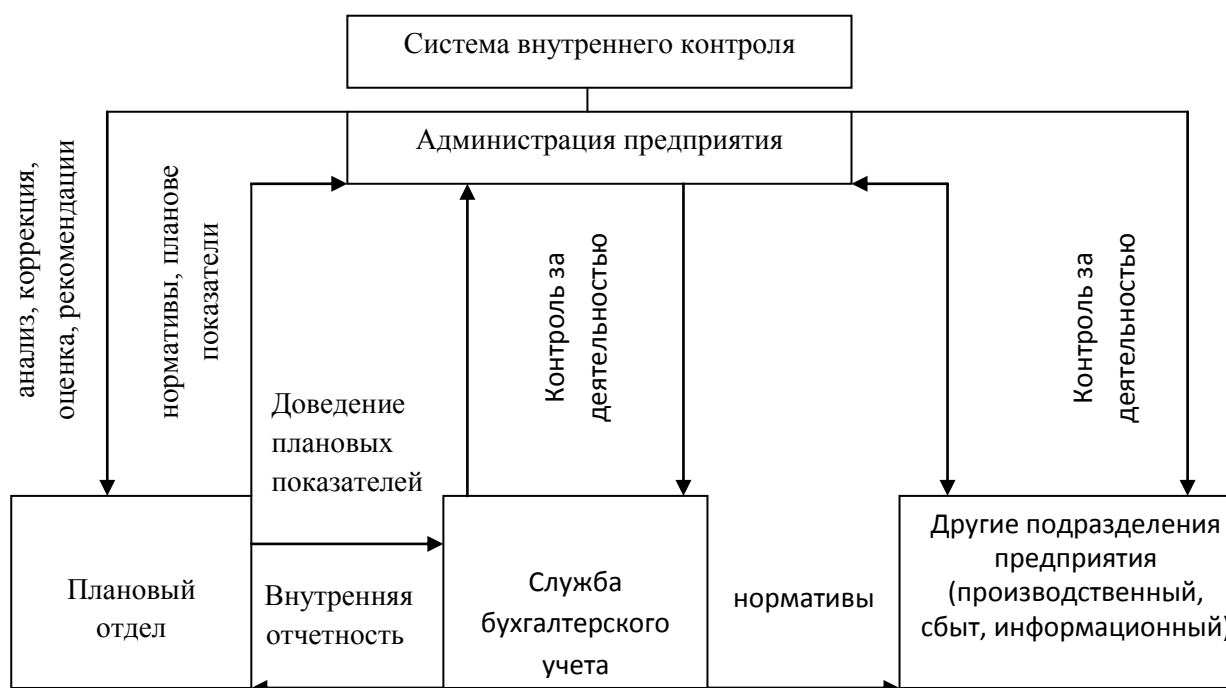 Система внутреннего контроля
Администрация предприятия
анализ, коррекция,
оценка, рекомендации
нормативы, планове
показатели
Доведение
плановых
показателей
Контроль за
деятельностью
Контроль за
деятельностью
Плановый
отдел
Внутренняя
отчетность
Служба
бухгалтерского
учета
нормативы
Другие подразделения
предприятия
(производственный,
сбыт, информационный)